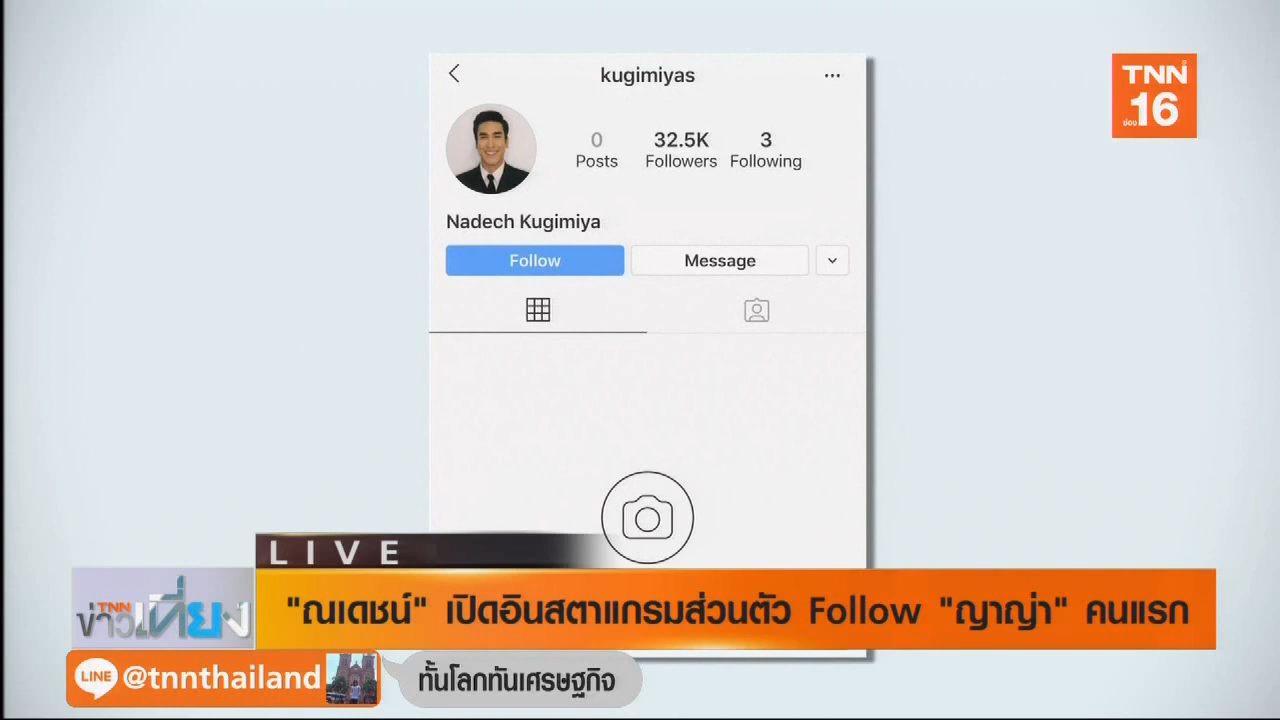 kugimiyas
TNN
ช่อง 16
0 32.5K 3
Posts Followers Following
Nadech Kugimiya
Follow Message
LIVE
TNN
ข่าวเที่ยง
"ณเดชน์" เปิดอินสตาแกรมส่วนตัว Follow "ญาญ่า" คนแรก
LINE @tnnthailand
ทั้นโลกทันเศรษฐกิจ